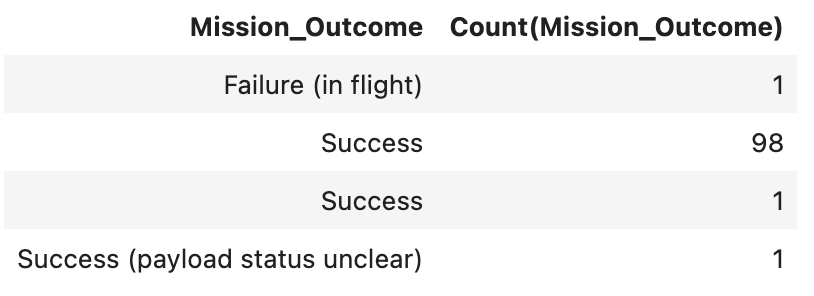 Mission_Outcome Count(Mission_Outcome)
Failure (in flight) 1
Success 98
Success 1
Success (payload status unclear) 1